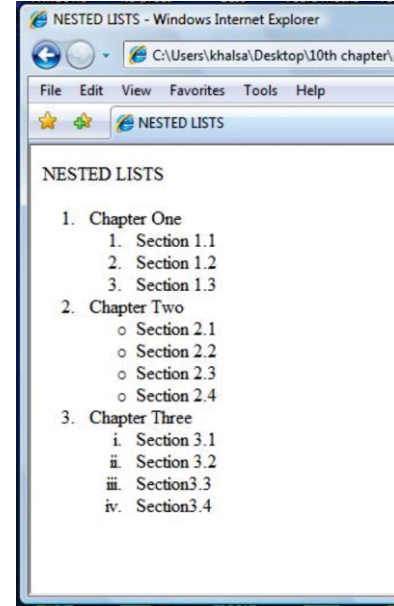 NESTED LISTS - Windows Internet Explorer
C:\Users\khalsa\Desktop\10th chapter\
File Edit View Favorites Tools Help
NESTED LISTS
NESTED LISTS
1. Chapter One
1. Section 1.1
2. Section 1.2
3. Section 1.3
2. Chapter Two
○ Section 2.1
○ Section 2.2
○ Section 2.3
○ Section 2.4
3. Chapter Three
i. Section 3.1
ii. Section 3.2
iii. Section3.3
iv. Section3.4